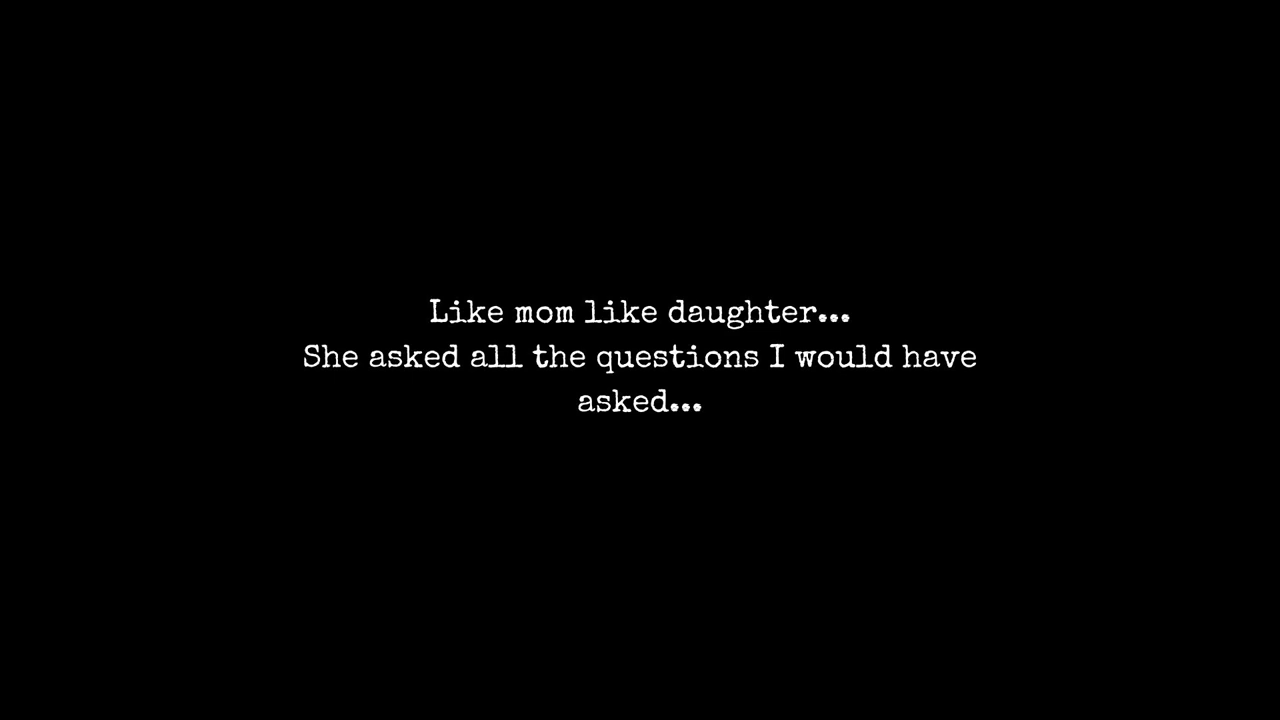 Like mom like daughter...
She asked all the questions I would have
asked...